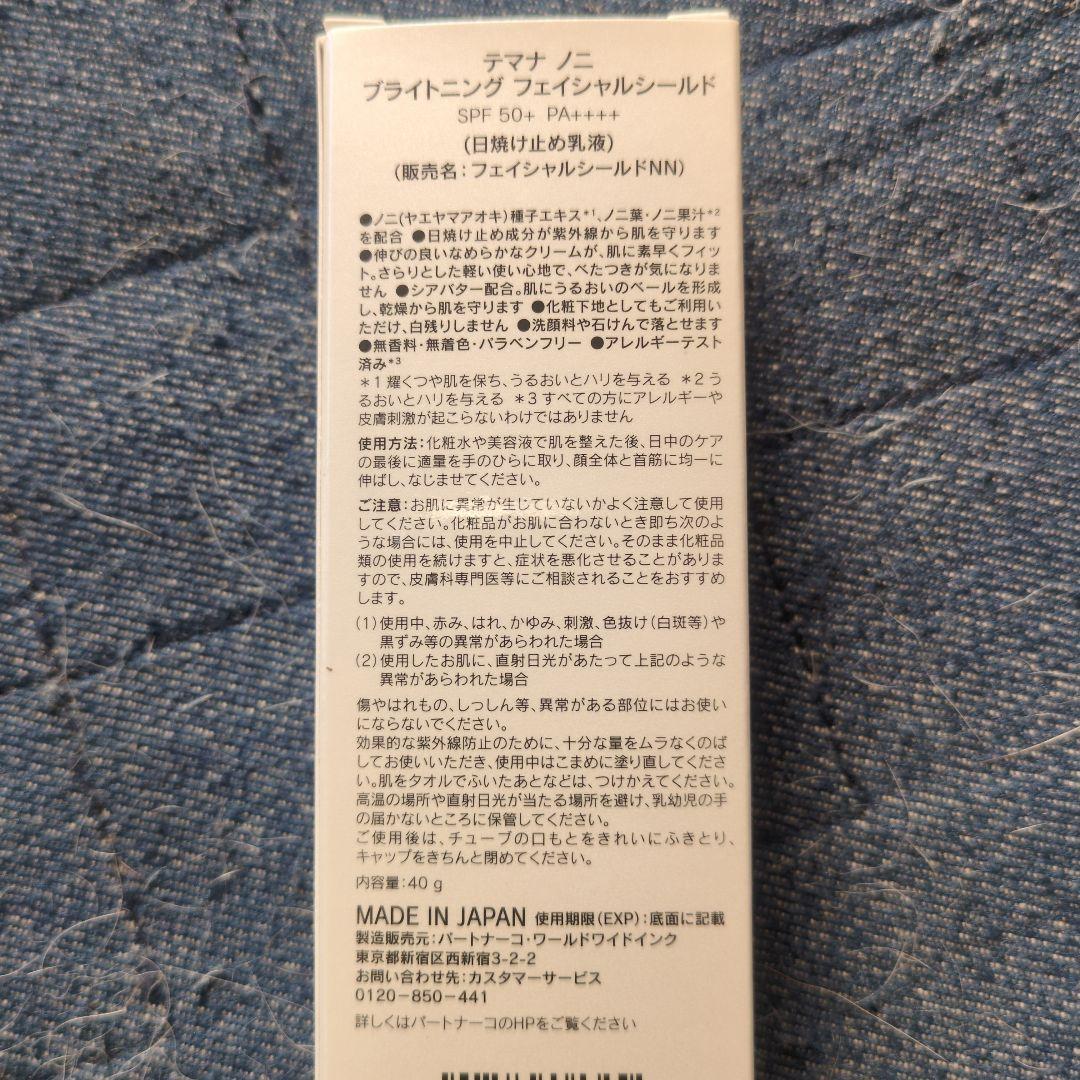 テマナ ノニ
ブライトニング フェイシャルシールド
SPF 50+ PA++++
(日焼け止め乳液)
(販売名:フェイシャルシールドNN)
●ノニ(ヤエヤマアオキ)種子エキス*1、ノニ葉・ノニ果汁*2
を配合 ●日焼け止め成分が紫外線から肌を守ります
●伸びの良いなめらかなクリームが、肌に素早くフィッ
ト。さらりとした軽い使い心地で、べたつきが気になりま
せん ●シアバター配合。肌にうるおいのベールを形成
し、乾燥から肌を守ります ●化粧下地としてもご利用い
ただけ、白残りしません ●洗顔料や石けんで落とせます
●無香料・無着色・パラベンフリー ●アレルギーテスト
済み*3
*1 耀くつや肌を保ち、うるおいとハリを与える *2 う
るおいとハリを与える *3 すべての方にアレルギーや
皮膚刺激が起こらないわけではありません
使用方法:化粧水や美容液で肌を整えた後、日中のケア
の最後に適量を手のひらに取り、顔全体と首筋に均一に
伸ばし、なじませてください。
ご注意:お肌に異常が生じていないかよく注意して使用
してください。化粧品がお肌に合わないとき即ち次のよ
うな場合には、使用を中止してください。そのまま化粧品
類の使用を続けますと、症状を悪化させることがありま
すので、皮膚科専門医等にご相談されることをおすすめ
します。
(1)使用中、赤み、はれ、かゆみ、刺激、色抜け(白斑等)や
黒ずみ等の異常があらわれた場合
(2)使用したお肌に、直射日光があたって上記のような
異常があらわれた場合
傷やはれもの、しっしん等、異常がある部位にはお使い
にならないでください。
効果的な紫外線防止のために、十分な量をムラなくのば
してお使いいただき、使用中はこまめに塗り直してくださ
い。肌をタオルでふいたあとなどは、つけかえてください。
高温の場所や直射日光が当たる場所を避け、乳幼児の手
の届かないところに保管してください。
ご使用後は、チューブの口もとをきれいにふきとり、
キャップをきちんと閉めてください。
内容量:40 g
MADE IN JAPAN 使用期限(EXP):底面に記載
製造販売元:パートナーコ・ワールドワイドインク
東京都新宿区西新宿3-2-2
お問い合わせ先:カスタマーサービス
0120-850-441
詳しくはパートナーコのHPをご覧ください